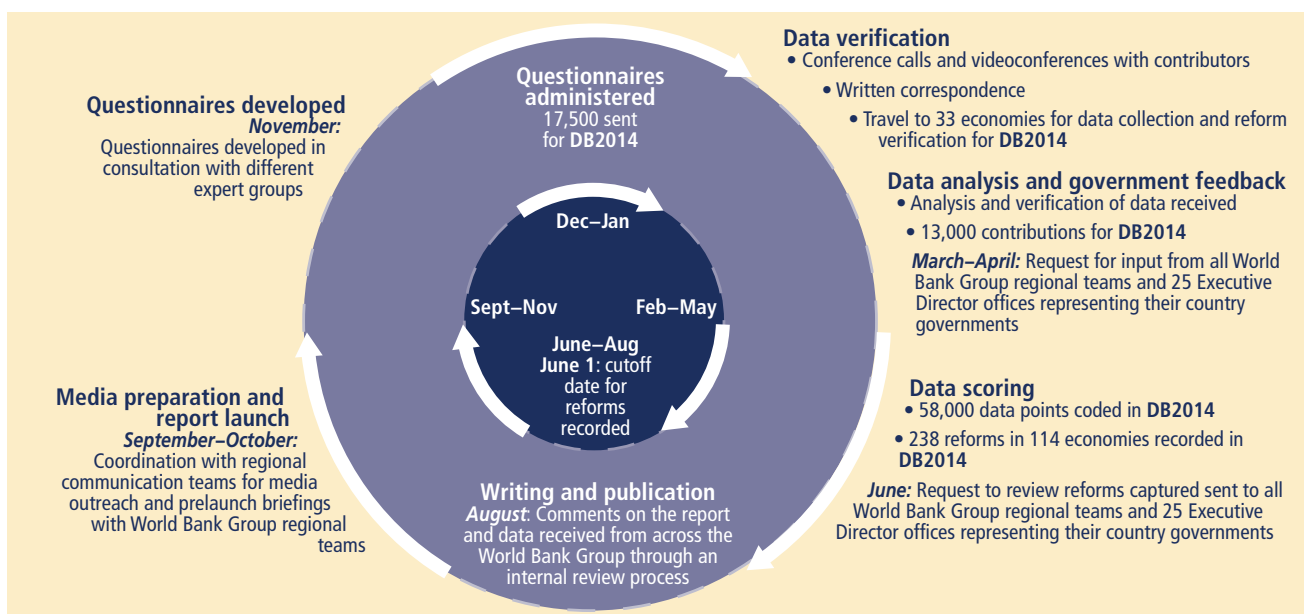 Questionnaires developed
November:
Questionnaires developed in
consultation with different
expert groups
Questionnaires
administered
17,500 sent
for DB2014
Data verification
• Conference calls and videoconferences with contributors
• Written correspondence
• Travel to 33 economies for data collection and reform
verification for DB2014
Data analysis and government feedback
• Analysis and verification of data received
• 13,000 contributions for DB2014
March–April: Request for input from all World
Bank Group regional teams and 25 Executive
Director offices representing their country
governments
Data scoring
• 58,000 data points coded in DB2014
• 238 reforms in 114 economies recorded in
DB2014
June: Request to review reforms captured sent to all
World Bank Group regional teams and 25 Executive
Director offices representing their country governments
Writing and publication
August: Comments on the report
and data received from across the
World Bank Group through an
internal review process
Media preparation and
report launch
September–October:
Coordination with regional
communication teams for media
outreach and prelaunch briefings
with World Bank Group regional
teams
Dec–Jan
Feb–May
June–Aug
June 1: cutoff
date for
reforms
recorded
Sept–Nov